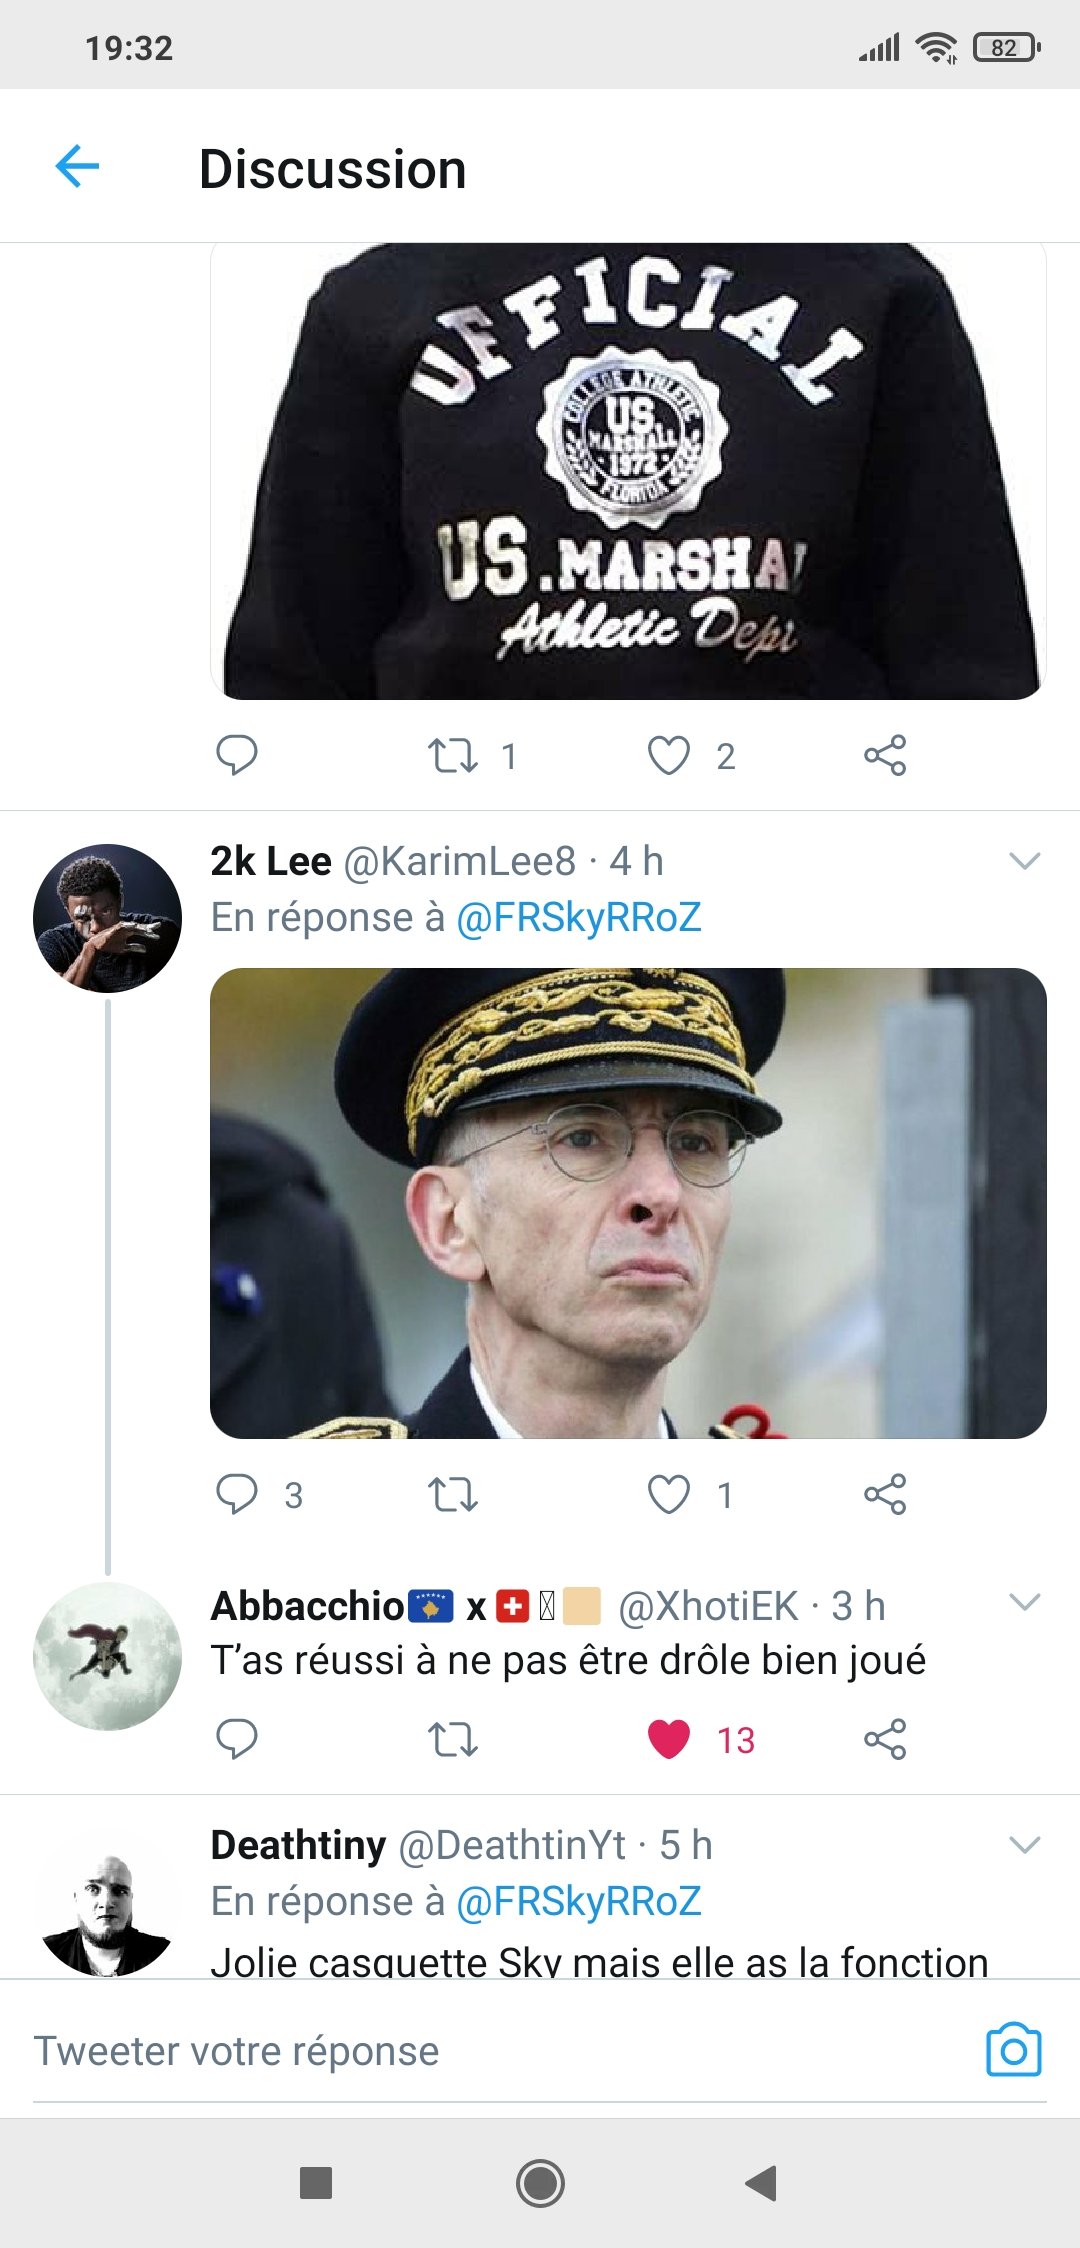 19:32
82
Discussion
OFFICIAL
COLLEGE ATHLETIC
US.
MARSHALL
1972
FLORIDA
US.MARSHAL
Athletic Dept
1
2
2k Lee @KarimLee8 · 4 h
En réponse à @FRSkyRRoZ
3
1
Abbacchio🇽🇰 x 🇨🇭 @XhotiEK · 3 h
T’as réussi à ne pas être drôle bien joué
13
Deathtiny @DeathtinYt · 5 h
En réponse à @FRSkyRRoZ
Jolie casquette Sky mais elle as la fonction
Tweeter votre réponse